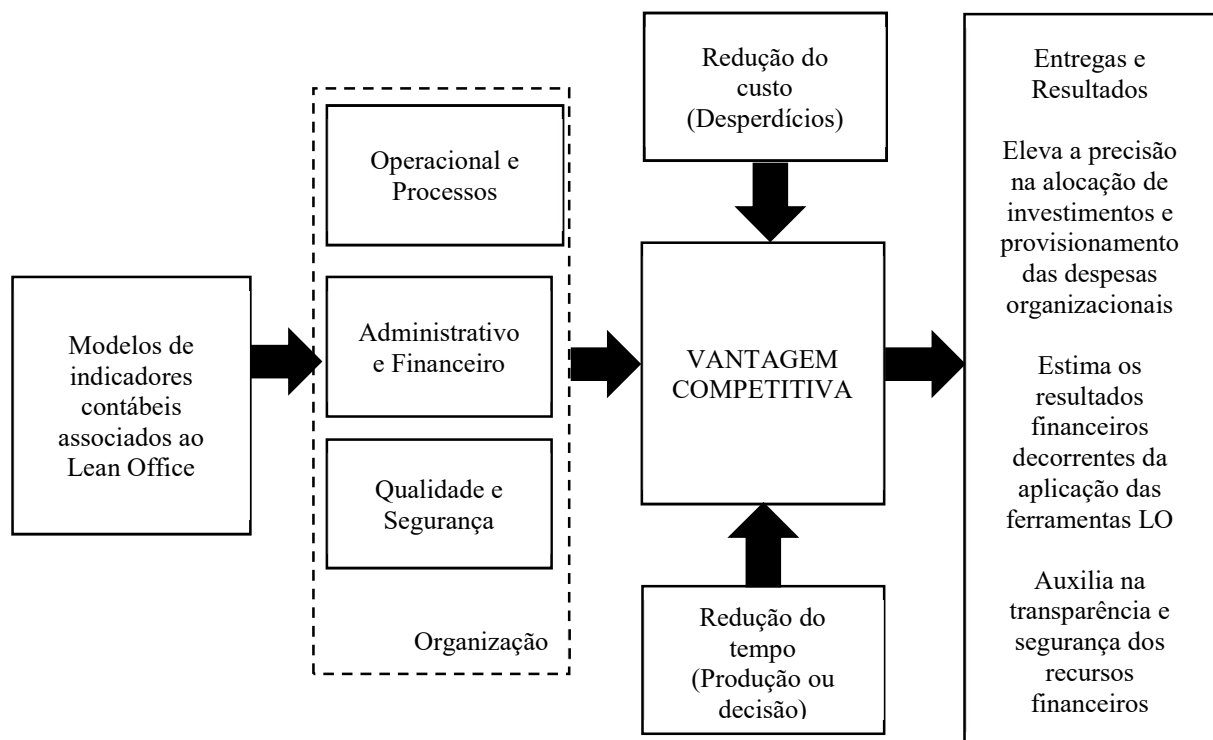 Modelos de
indicadores
contábeis
associados ao
Lean Office
Operacional e
Processos
Administrativo
e Financeiro
Qualidade e
Segurança
Organização
Redução do
custo
(Desperdícios)
VANTAGEM
COMPETITIVA
Redução do
tempo
(Produção ou
decisão)
Entregas e
Resultados
Eleva a precisão
na alocação de
investimentos e
provisionamento
das despesas
organizacionais
Estima os
resultados
financeiros
decorrentes da
aplicação das
ferramentas LO
Auxilia na
transparência e
segurança dos
recursos
financeiros